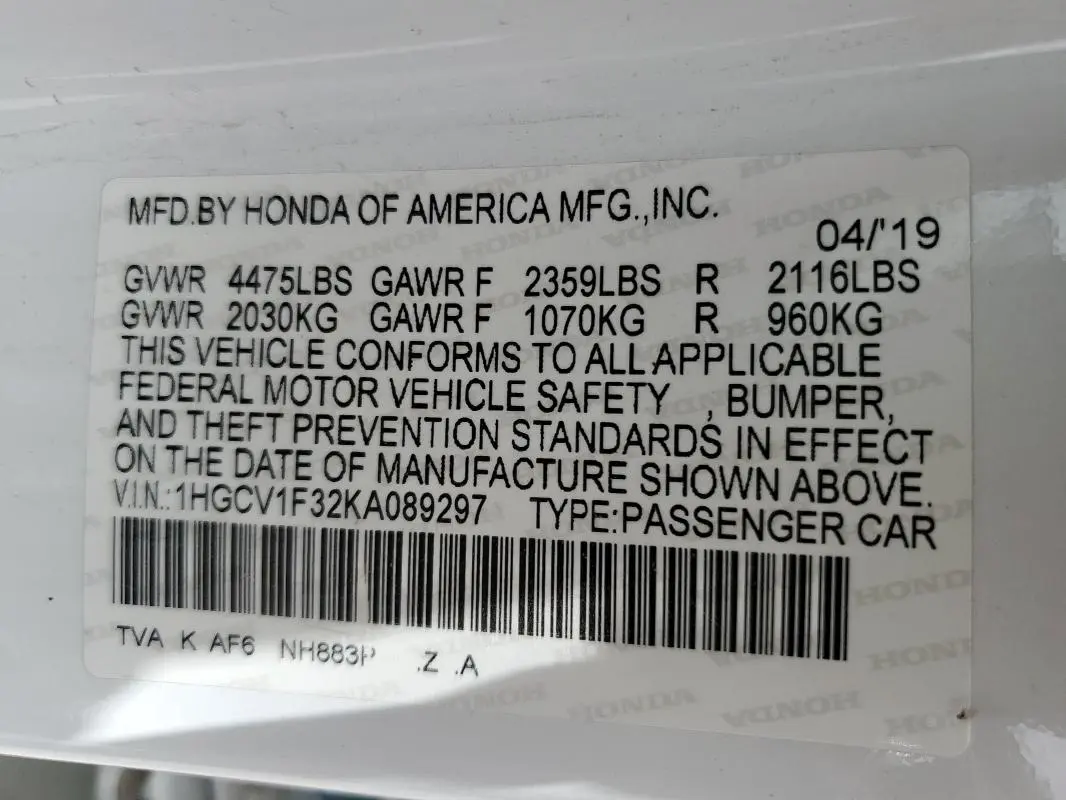 MFD.BY HONDA OF AMERICA MFG.,INC.
04/'19
GVWR 4475LBS GAWR F 2359LBS R 2116LBS
GVWR 2030KG GAWR F 1070KG R 960KG
THIS VEHICLE CONFORMS TO ALL APPLICABLE
FEDERAL MOTOR VEHICLE SAFETY , BUMPER,
AND THEFT PREVENTION STANDARDS IN EFFECT
ON THE DATE OF MANUFACTURE SHOWN ABOVE.
V.I.N.:1HGCV1F32KA089297 TYPE:PASSENGER CAR
TVA K AF6 NH883P .Z .A